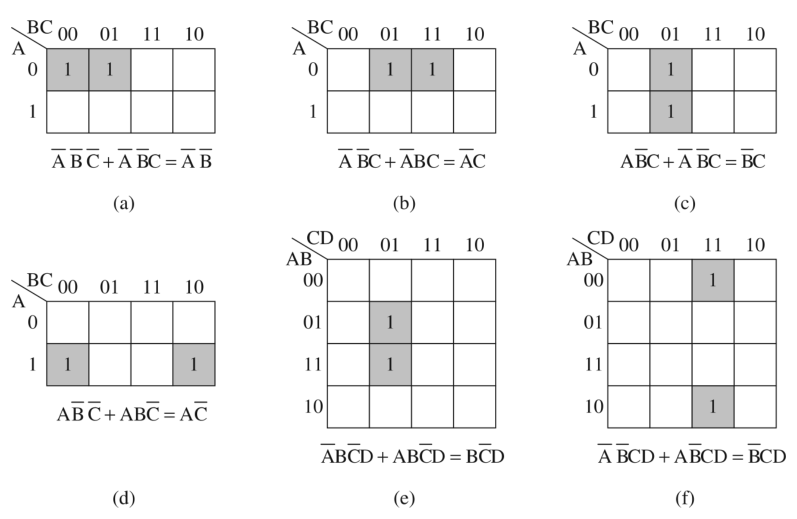 BC 00 01 11 10
A
0 1 1
1
A̅ B̅ C̅ + A̅ B̅C = A̅ B̅
(a)
BC 00 01 11 10
A
0 1 1
1
A̅ B̅C + A̅BC = A̅C
(b)
BC 00 01 11 10
A
0 1
1 1
AB̅C + A̅ B̅C = B̅C
(c)
BC 00 01 11 10
A
0
1 1 1
AB̅ C̅ + ABC̅ = AC̅
(d)
CD 00 01 11 10
AB
00
01 1
11 1
10
A̅BC̅D + ABC̅D = BC̅D
(e)
CD 00 01 11 10
AB
00 1
01
11
10 1
A̅ B̅CD + AB̅CD = B̅CD
(f)